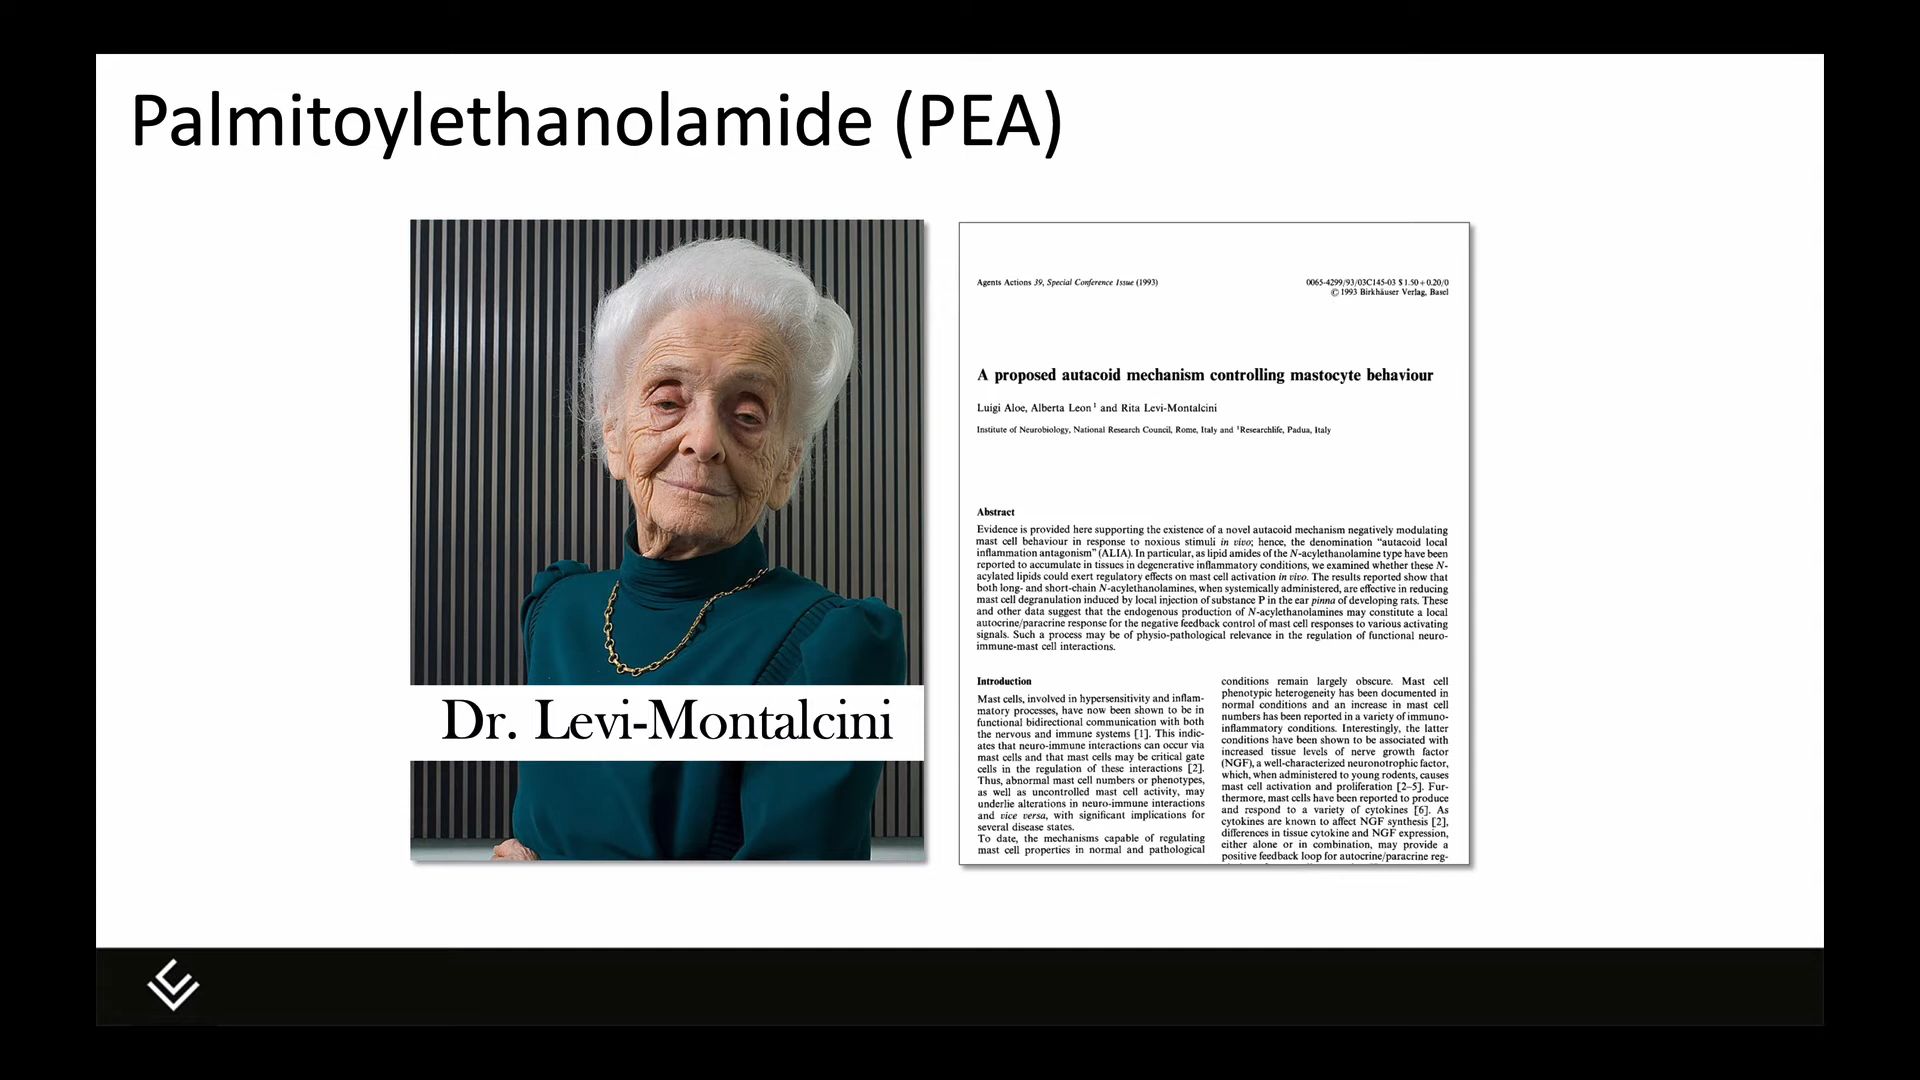 Palmitoylethanolamide (PEA)
Dr. Levi-Montalcini
Agents Actions 39, Special Conference Issue (1993)
0065-4299/93/03C145-03 $ 1.50 + 0.20/0
© 1993 Birkhäuser Verlag, Basel
A proposed autacoid mechanism controlling mastocyte behaviour
Luigi Aloe, Alberta Leon¹ and Rita Levi-Montalcini
Institute of Neurobiology, National Research Council, Rome, Italy and ¹Researchlife, Padua, Italy
Abstract
Evidence is provided here supporting the existence of a novel autacoid mechanism negatively modulating
mast cell behaviour in response to noxious stimuli in vivo; hence, the denomination “autacoid local
inflammation antagonism” (ALIA). In particular, as lipid amides of the N-acylethanolamine type have been
reported to accumulate in tissues in degenerative inflammatory conditions, we examined whether these N-
acylated lipids could exert regulatory effects on mast cell activation in vivo. The results reported show that
both long- and short-chain N-acylethanolamines, when systemically administered, are effective in reducing
mast cell degranulation induced by local injection of substance P in the ear pinna of developing rats. These
and other data suggest that the endogenous production of N-acylethanolamines may constitute a local
autocrine/paracrine response for the negative feedback control of mast cell responses to various activating
signals. Such a process may be of physio-pathological relevance in the regulation of functional neuro-
immune-mast cell interactions.
Introduction
Mast cells, involved in hypersensitivity and inflam-
matory processes, have now been shown to be in
functional bidirectional communication with both
the nervous and immune systems [1]. This indic-
ates that neuro-immune interactions can occur via
mast cells and that mast cells may be critical gate
cells in the regulation of these interactions [2].
Thus, abnormal mast cell numbers or phenotypes,
as well as uncontrolled mast cell activity, may
underlie alterations in neuro-immune interactions
and vice versa, with significant implications for
several disease states.
To date, the mechanisms capable of regulating
mast cell properties in normal and pathological
conditions remain largely obscure. Mast cell
phenotypic heterogeneity has been documented in
normal conditions and an increase in mast cell
numbers has been reported in a variety of immuno-
inflammatory conditions. Interestingly, the latter
conditions have been shown to be associated with
increased tissue levels of nerve growth factor
(NGF), a well-characterized neuronotrophic factor,
which, when administered to young rodents, causes
mast cell activation and proliferation [2–5]. Fur-
thermore, mast cells have been reported to produce
and respond to a variety of cytokines [6]. As
cytokines are known to affect NGF synthesis [2],
differences in tissue cytokine and NGF expression,
either alone or in combination, may provide a
positive feedback loop for autocrine/paracrine reg-